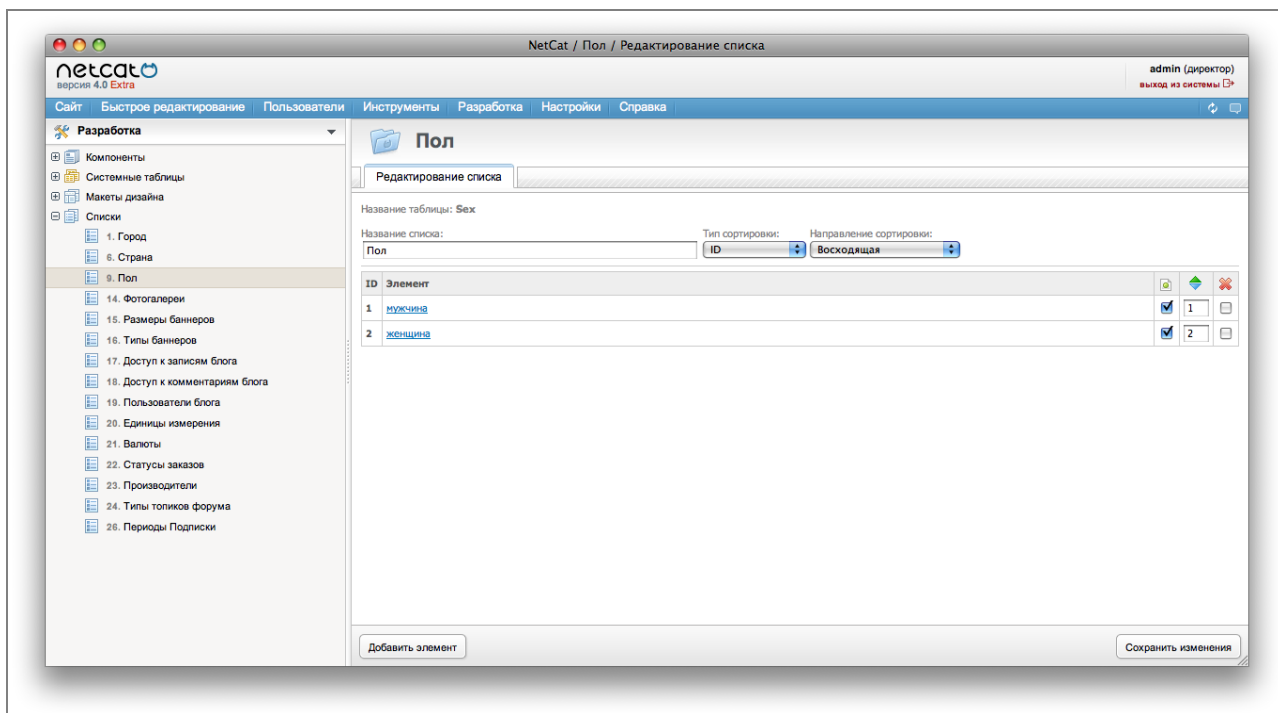 NetCat / Пол / Редактирование списка
netcat
версия 4.0 Extra
admin (директор)
выход из системы
Сайт Быстрое редактирование Пользователи Инструменты Разработка Настройки Справка
Разработка
Компоненты
Системные таблицы
Макеты дизайна
Списки
1. Город
6. Страна
9. Пол
14. Фотогалереи
15. Размеры баннеров
16. Типы баннеров
17. Доступ к записям блога
18. Доступ к комментариям блога
19. Пользователи блога
20. Единицы измерения
21. Валюты
22. Статусы заказов
23. Производители
24. Типы топиков форума
26. Периоды Подписки
Пол
Редактирование списка
Название таблицы: Sex
Название списка: Тип сортировки: Направление сортировки:
Пол ID Восходящая
ID Элемент
1 мужчина 1
2 женщина 2
Добавить элемент Сохранить изменения